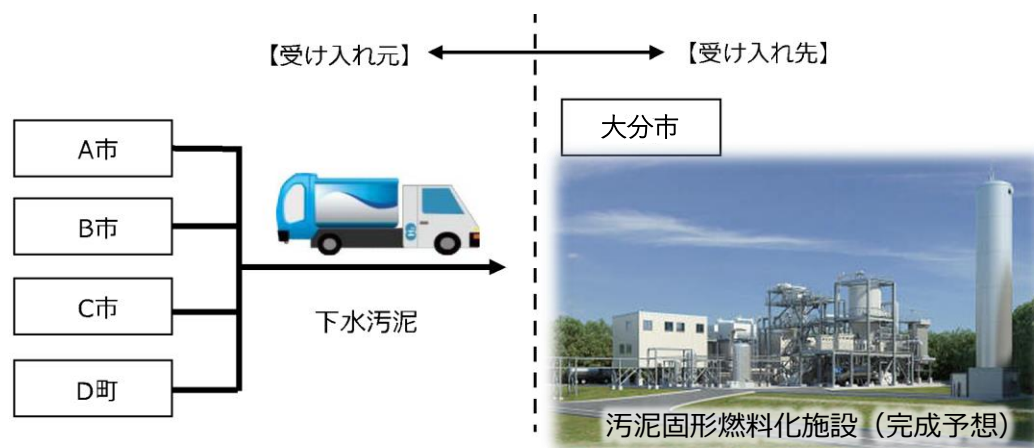 【受け入れ元】
【受け入れ先】
大分市
A市
B市
C市
D町
下水汚泥
汚泥固形燃料化施設（完成予想）